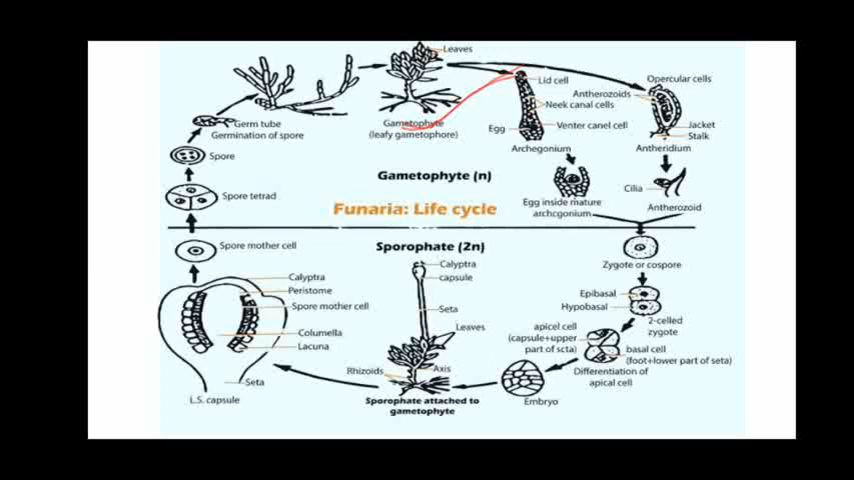 Leaves
Lid cell
Opercular cells
Antherozoids
Neek canal cells
Germ tube
Germination of spore
Gametophyte
(leafy gametophore)
Egg
Venter canel cell
Jacket
Stalk
Archegonium
Antheridium
Spore
Gametophyte (n)
Cilia
Spore tetrad
Egg inside mature
archcgonium
Antherozoid
Funaria: Life cycle
Spore mother cell
Sporophate (2n)
Zygote or cospore
Calyptra
capsule
Calyptra
Peristome
Spore mother cell
Epibasal
Hypobasal
Seta
2-celled
zygote
Leaves
apicel cell
(capsule+upper
part of scta)
Columella
Lacuna
basal cell
(foot+lower part of seta)
Rhizoids
Axis
Differentiation of
apical cell
Seta
L.S. capsule
Sporophate attached to
gametophyte
Embryo